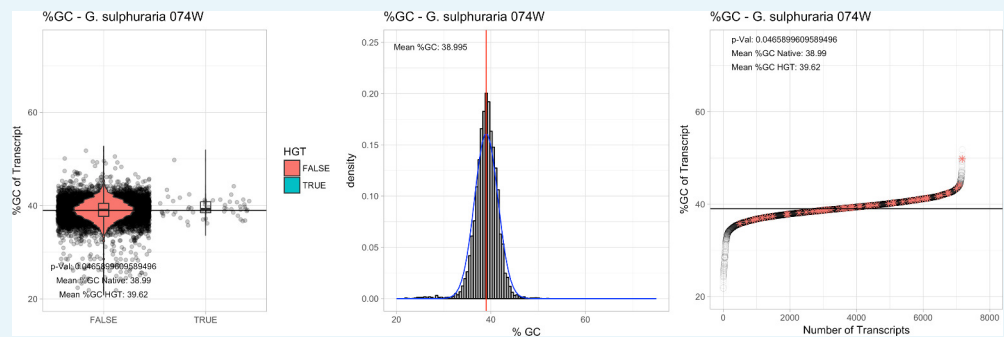 %GC - G. sulphuraria 074W
%GC of Transcript
60
40
20
p-Val: 0.0465899609589496
Mean %GC Native: 38.99
Mean %GC HGT: 39.62
FALSE
TRUE
HGT
FALSE
TRUE
%GC - G. sulphuraria 074W
Mean %GC: 38.995
density
0.25
0.20
0.15
0.10
0.05
0.00
20
40
60
% GC
%GC - G. sulphuraria 074W
p-Val: 0.0465899609589496
Mean %GC Native: 38.99
Mean %GC HGT: 39.62
%GC of Transcript
60
40
20
0
2000
4000
6000
8000
Number of Transcripts